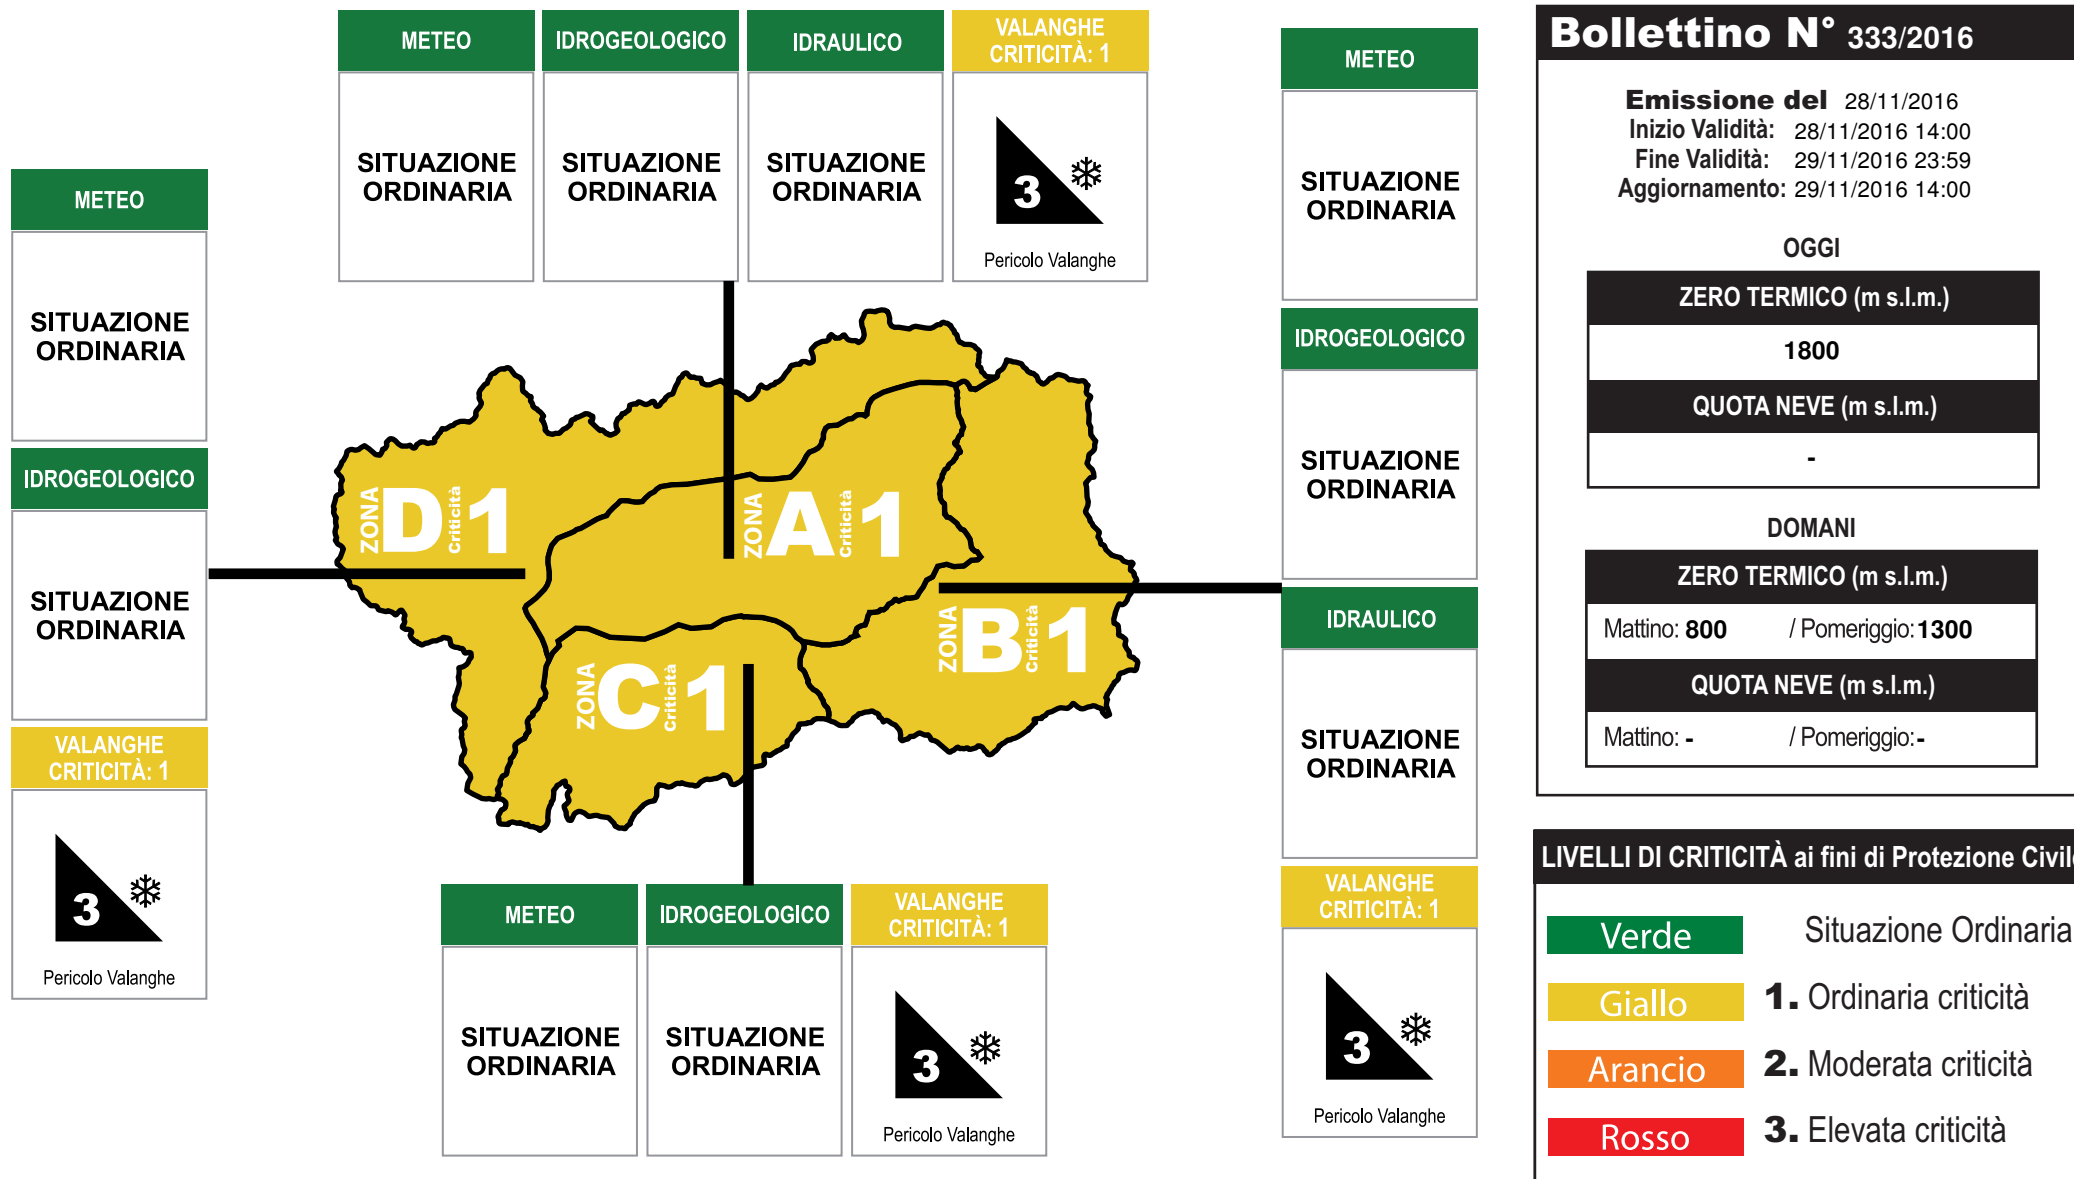 METEO
SITUAZIONE
ORDINARIA
IDROGEOLOGICO
SITUAZIONE
ORDINARIA
VALANGHE
CRITICITÀ: 1
3
Pericolo Valanghe
METEO
SITUAZIONE
ORDINARIA
IDROGEOLOGICO
SITUAZIONE
ORDINARIA
IDRAULICO
SITUAZIONE
ORDINARIA
VALANGHE
CRITICITÀ: 1
3
Pericolo Valanghe
ZONA D Criticità 1
ZONA A Criticità 1
ZONA B Criticità 1
ZONA C Criticità 1
METEO
SITUAZIONE
ORDINARIA
IDROGEOLOGICO
SITUAZIONE
ORDINARIA
VALANGHE
CRITICITÀ: 1
3
Pericolo Valanghe
METEO
SITUAZIONE
ORDINARIA
IDROGEOLOGICO
SITUAZIONE
ORDINARIA
IDRAULICO
SITUAZIONE
ORDINARIA
VALANGHE
CRITICITÀ: 1
3
Pericolo Valanghe
Bollettino N° 333/2016
Emissione del 28/11/2016
Inizio Validità: 28/11/2016 14:00
Fine Validità: 29/11/2016 23:59
Aggiornamento: 29/11/2016 14:00
OGGI
ZERO TERMICO (m s.l.m.)
1800
QUOTA NEVE (m s.l.m.)
-
DOMANI
ZERO TERMICO (m s.l.m.)
Mattino: 800 / Pomeriggio: 1300
QUOTA NEVE (m s.l.m.)
Mattino: - / Pomeriggio: -
LIVELLI DI CRITICITÀ ai fini di Protezione Civile
Verde Situazione Ordinaria
Giallo 1. Ordinaria criticità
Arancio 2. Moderata criticità
Rosso 3. Elevata criticità